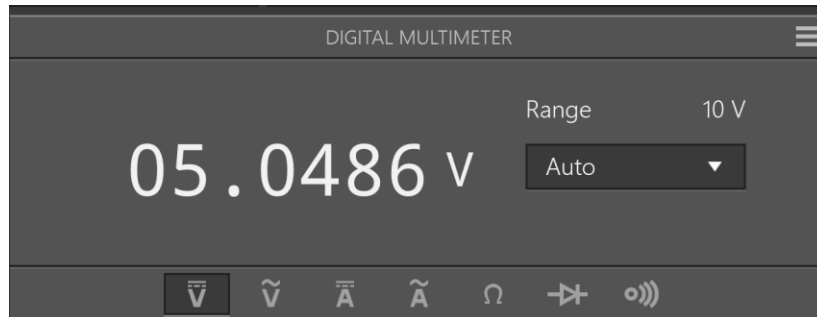 DIGITAL MULTIMETER
Range 10 V
05.0486 V
Auto
V V A A Ω